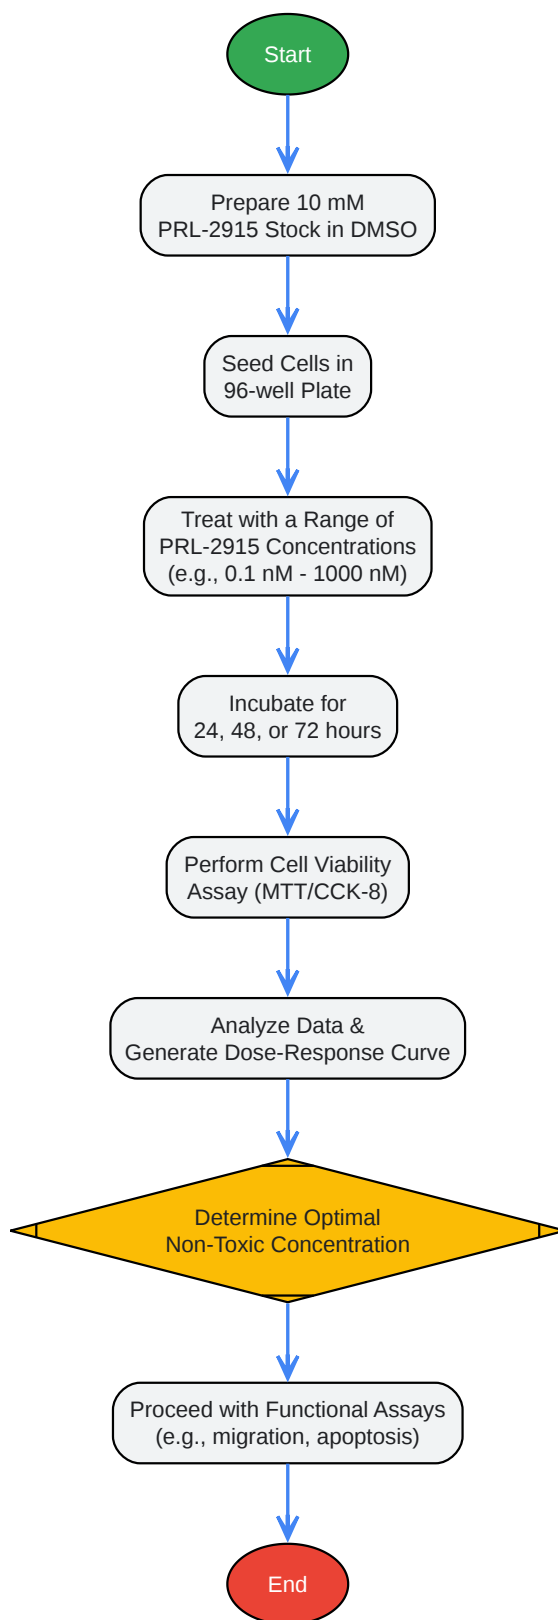 Start
Prepare 10 mM
PRL-2915 Stock in DMSO
Seed Cells in
96-well Plate
Treat with a Range of
PRL-2915 Concentrations
(e.g., 0.1 nM - 1000 nM)
Incubate for
24, 48, or 72 hours
Perform Cell Viability
Assay (MTT/CCK-8)
Analyze Data &
Generate Dose-Response Curve
Determine Optimal
Non-Toxic Concentration
Proceed with Functional Assays
(e.g., migration, apoptosis)
End